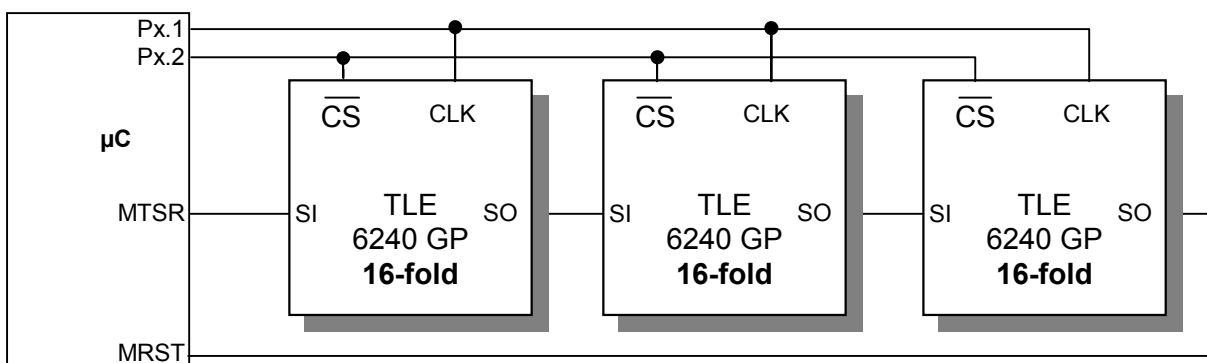 Px.1
Px.2
CS CLK CS CLK CS CLK
µC
MTSR SI TLE SO SI TLE SO SI TLE SO
6240 GP 6240 GP 6240 GP
16-fold 16-fold 16-fold
MRST